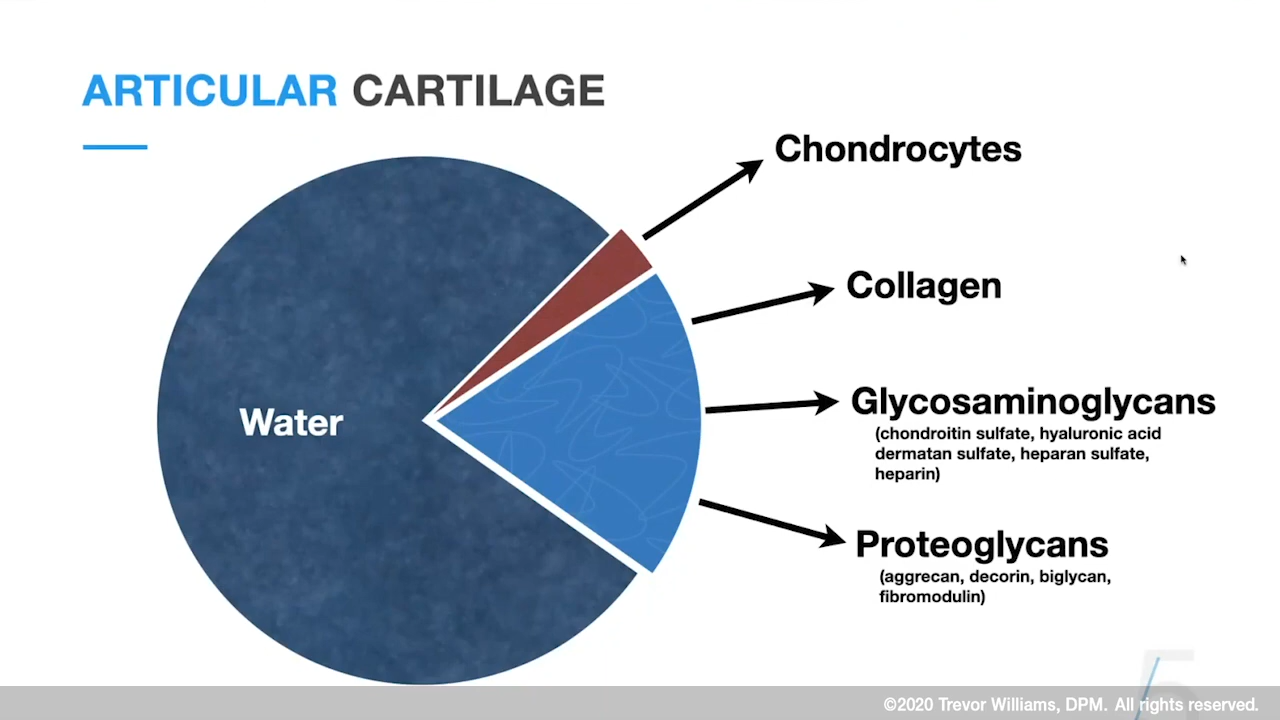 ARTICULAR CARTILAGE
Chondrocytes
Collagen
Water
Glycosaminoglycans
(chondroitin sulfate, hyaluronic acid
dermatan sulfate, heparan sulfate,
heparin)
Proteoglycans
(aggrecan, decorin, biglycan,
fibromodulin)
5
©2020 Trevor Williams, DPM. All rights reserved.